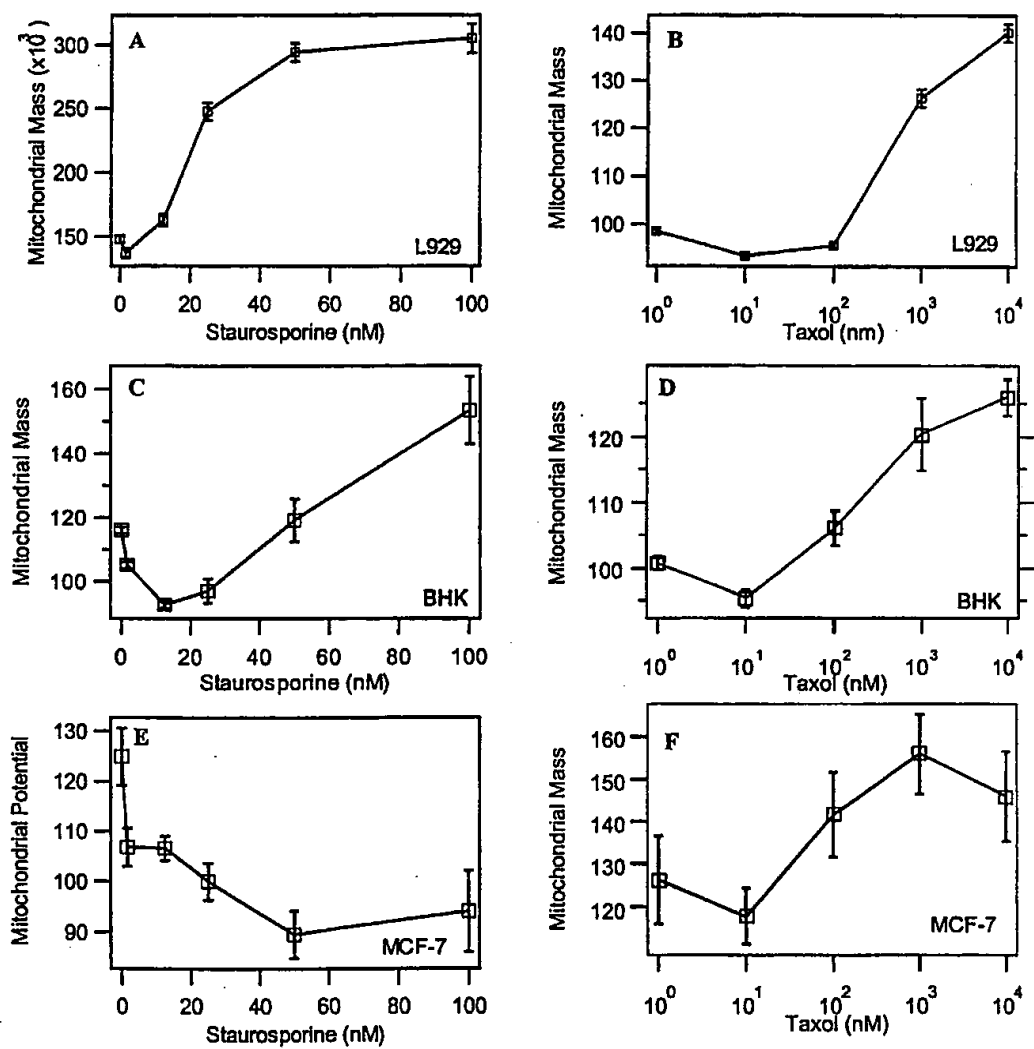 A
Mitochondrial Mass (x10³)
300
250
200
150
L929
0 20 40 60 80 100
Staurosporine (nM)
B
Mitochondrial Mass
140
130
120
110
100
L929
10⁰ 10¹ 10² 10³ 10⁴
Taxol (nm)
C
Mitochondrial Mass
160
140
120
100
BHK
0 20 40 60 80 100
Staurosporine (nM)
D
Mitochondrial Mass
120
110
100
BHK
10⁰ 10¹ 10² 10³ 10⁴
Taxol (nM)
E
Mitochondrial Potential
130
120
110
100
90
MCF-7
0 20 40 60 80 100
Staurosporine (nM)
F
Mitochondrial Mass
160
150
140
130
120
MCF-7
10⁰ 10¹ 10² 10³ 10⁴
Taxol (nM)